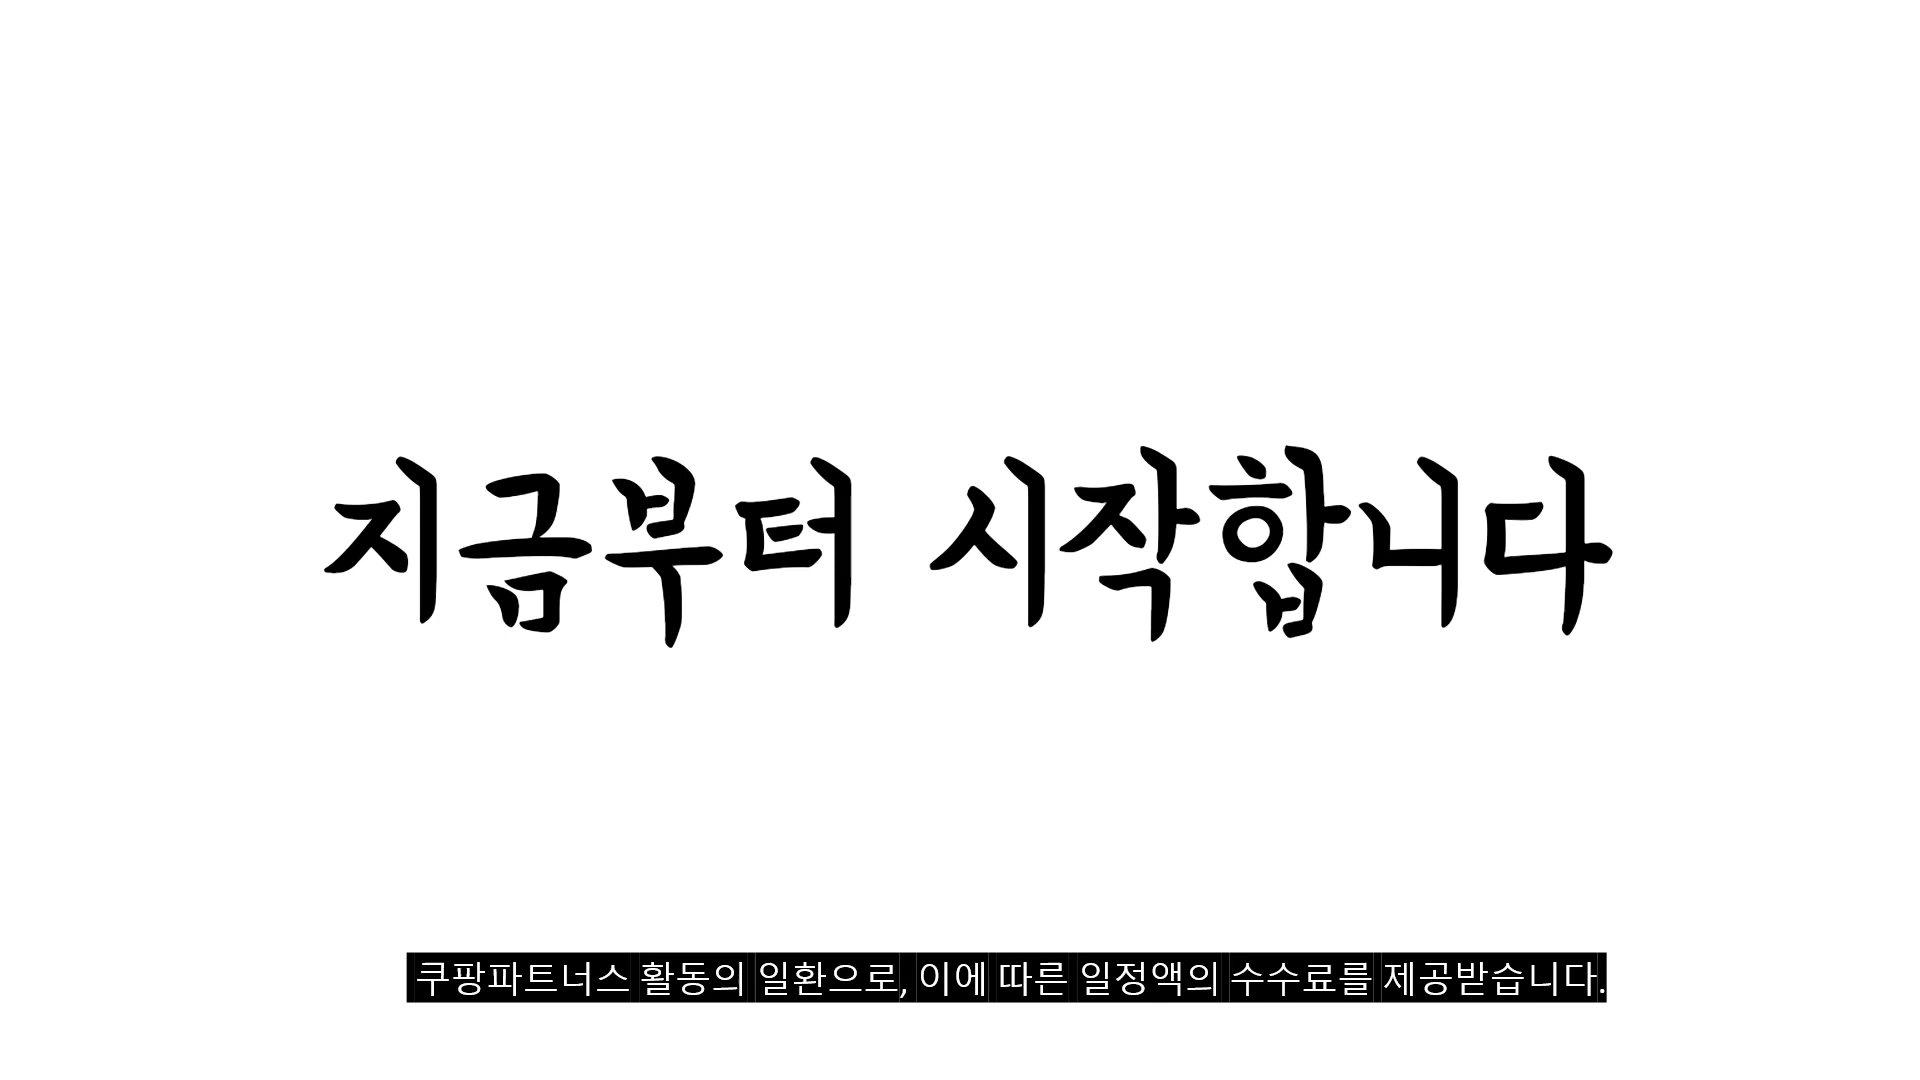 지금부터 시작합니다
쿠팡파트너스 활동의 일환으로, 이에 따른 일정액의 수수료를 제공받습니다.